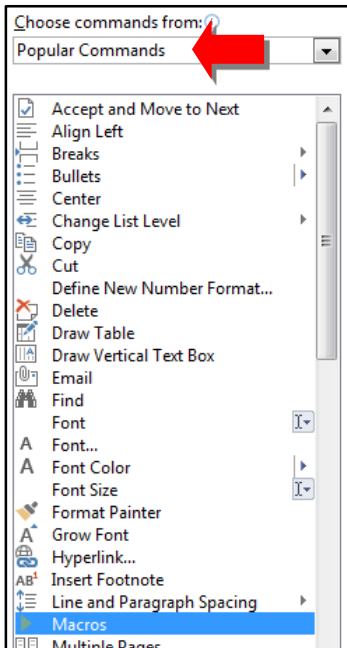 Choose commands from:
Popular Commands
Accept and Move to Next
Align Left
Breaks
Bullets
Center
Change List Level
Copy
Cut
Define New Number Format...
Delete
Draw Table
Draw Vertical Text Box
Email
Find
Font
Font...
Font Color
Font Size
Format Painter
Grow Font
Hyperlink...
Insert Footnote
Line and Paragraph Spacing
Macros
Multiple Pages